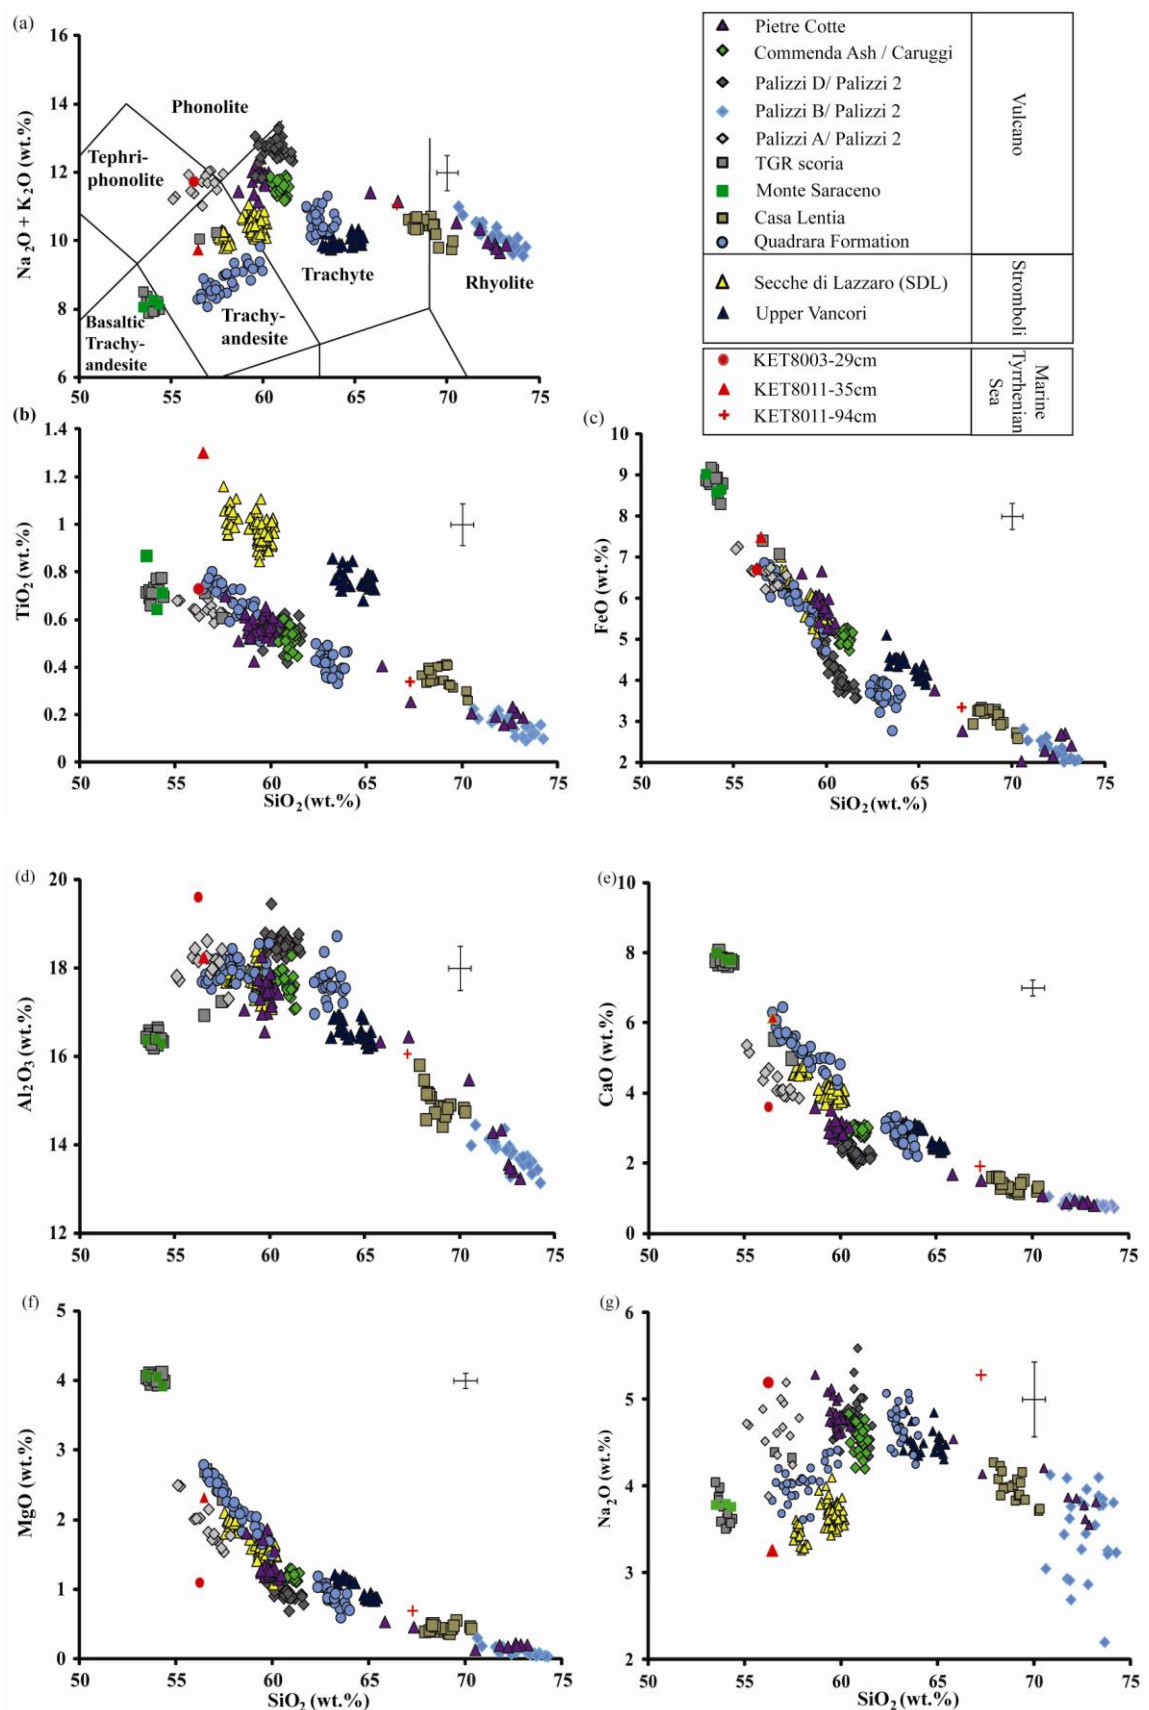 (a)
Na₂O + K₂O (wt.%)
16
14
12
10
8
6
50
55
60
65
70
75
Phonolite
Tephri-
phonolite
Trachyte
Rhyolite
Trachy-
andesite
Basaltic
Trachy-
andesite
Pietre Cotte
Commenda Ash / Caruggi
Palizzi D/ Palizzi 2
Palizzi B/ Palizzi 2
Palizzi A/ Palizzi 2
TGR scoria
Monte Saraceno
Casa Lentia
Quadrara Formation
Vulcano
Secche di Lazzaro (SDL)
Upper Vancori
Stromboli
KET8003-29cm
KET8011-35cm
KET8011-94cm
Marine
Tyrrhenian
Sea
(b)
TiO₂ (wt.%)
1.4
1.2
1
0.8
0.6
0.4
0.2
0
50
55
60
65
70
75
SiO₂ (wt.%)
(c)
FeO (wt.%)
10
9
8
7
6
5
4
3
2
50
55
60
65
70
75
SiO₂ (wt.%)
(d)
Al₂O₃ (wt.%)
20
18
16
14
12
50
55
60
65
70
75
(e)
CaO (wt.%)
10
8
6
4
2
0
50
55
60
65
70
75
(f)
MgO (wt.%)
5
4
3
2
1
0
50
55
60
65
70
75
SiO₂ (wt.%)
(g)
Na₂O (wt.%)
6
5
4
3
2
50
55
60
65
70
75
SiO₂ (wt.%)